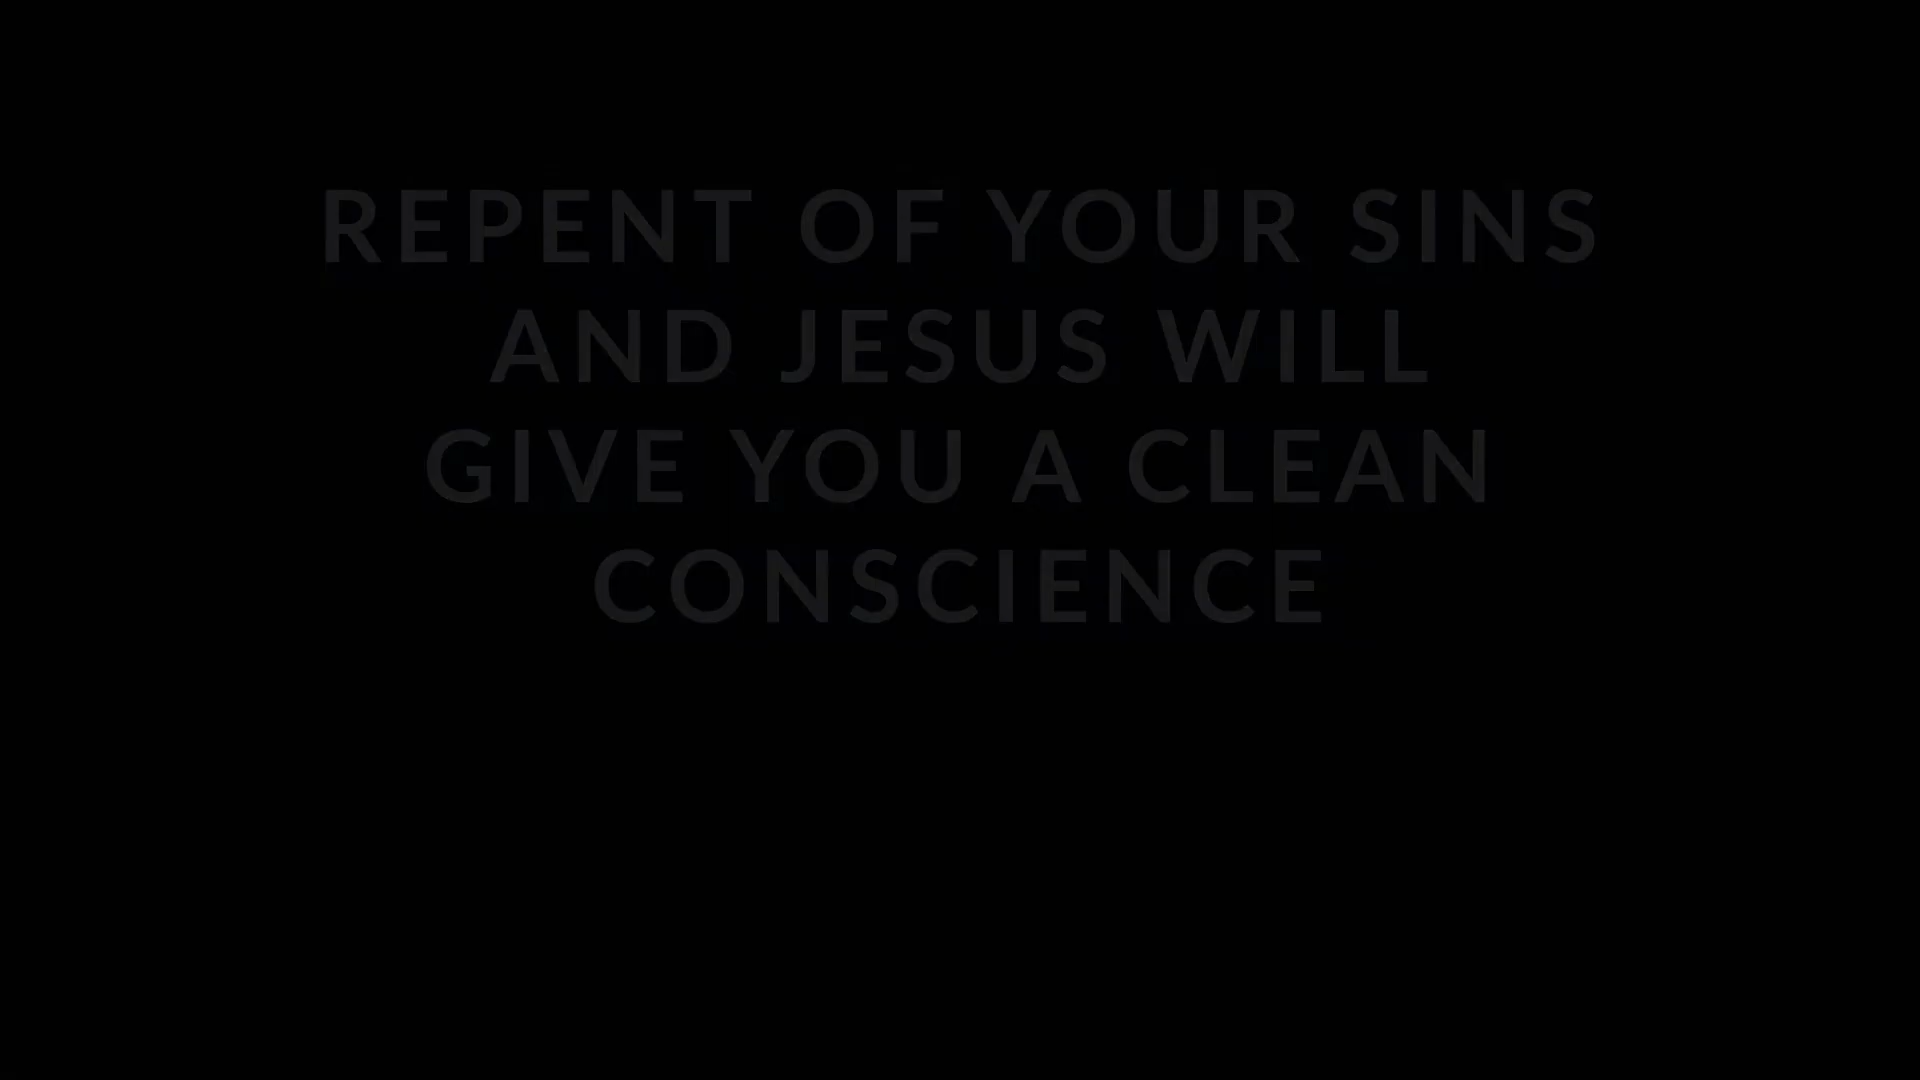 REPENT OF YOUR SINS
AND JESUS WILL
GIVE YOU A CLEAN
CONSCIENCE